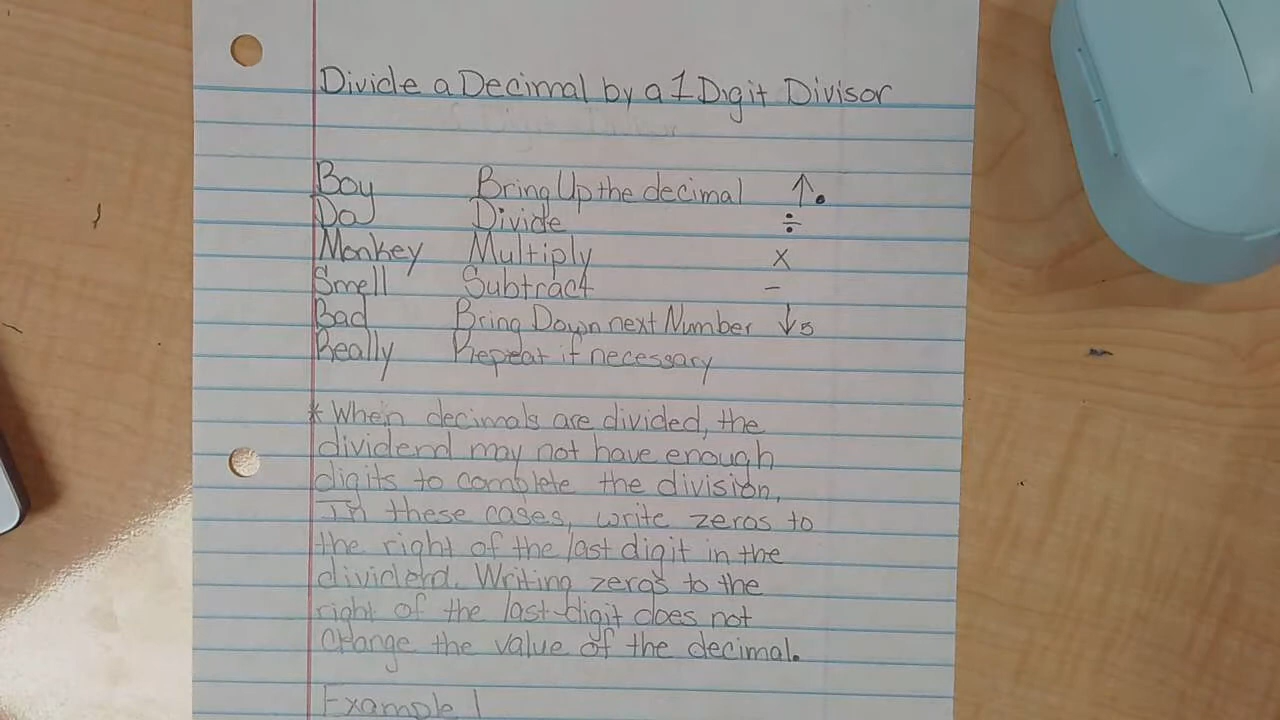 Divide a Decimal by a 1 Digit Divisor
Boy Bring Up the decimal ↑.
Do Divide ÷
Monkey Multiply ×
Smell Subtract −
Bad Bring Down next Number ↓5
Really Repeat if necessary
* When decimals are divided, the
dividend may not have enough
digits to complete the division.
In these cases, write zeros to
the right of the last digit in the
dividend. Writing zeros to the
right of the last digit does not
change the value of the decimal.
Example 1